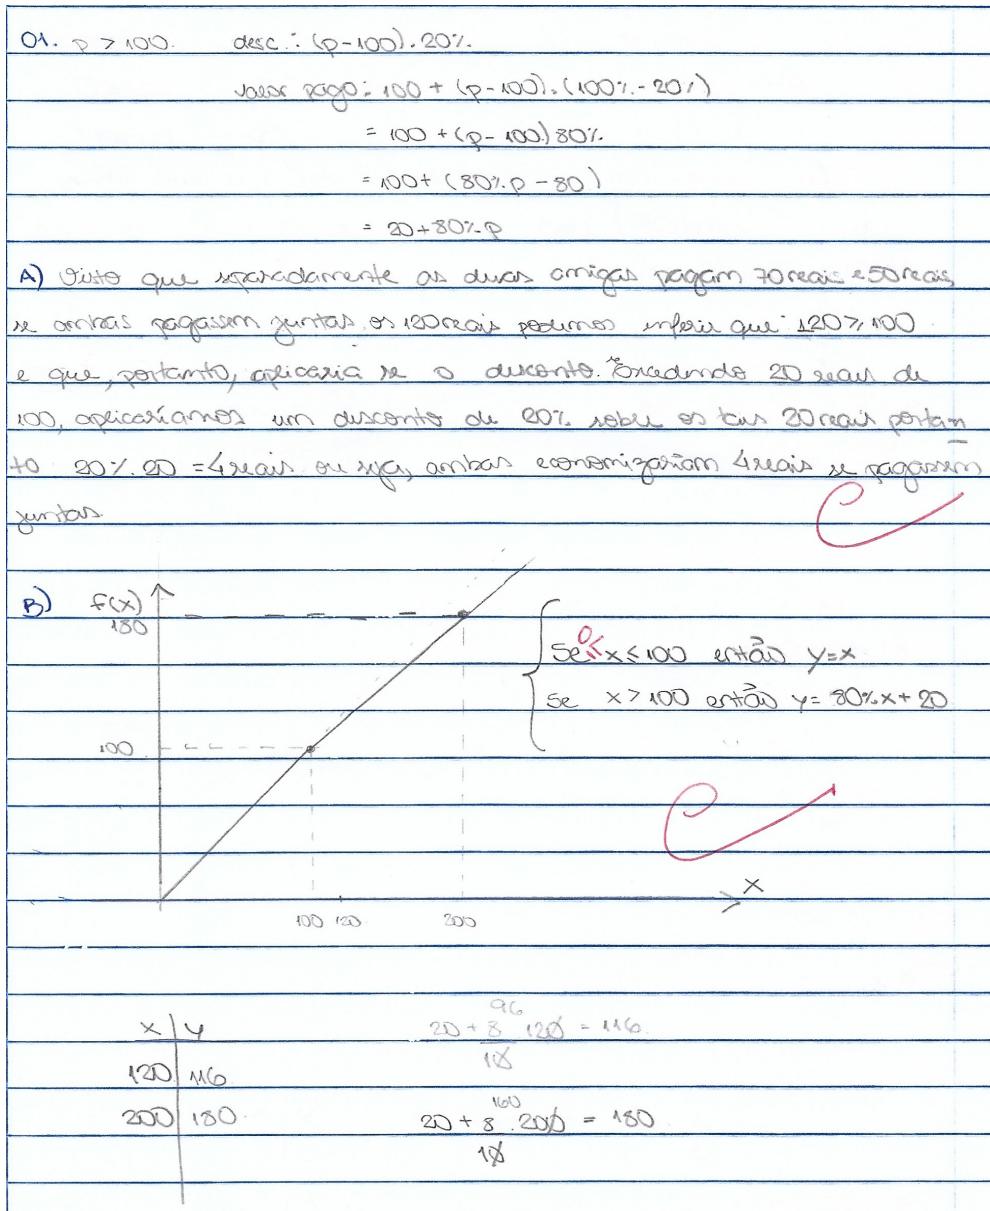 01. p > 100. desc.: (p-100).20%.
valor pago: 100 + (p-100).(100%-20%)
= 100 + (p-100)80%
= 100+ (80%.p - 80)
= 20+80%.p
A) Visto que separadamente as duas amigas pagam 70 reais e 50 reais,
se ambas pagassem juntas os 120 reais podemos inferir que 120 ≥ 100
e que, portanto, aplicaria se o desconto. Excedendo 20 reais de
100, aplicaríamos um desconto de 20% sobre os tais 20 reais portan
to 20%.20 = 4 reais ou seja, ambas economizariam 4 reais se pagassem
juntas
B) f(x)
180
Se 0≤ x ≤ 100 então y=x
Se x > 100 então y= 80%x + 20
100
x
100 120 200
x | y
20 + 8 . 120 = 116
96
10
120 | 116
200 | 180
20 + 8 . 200 = 180
160
10